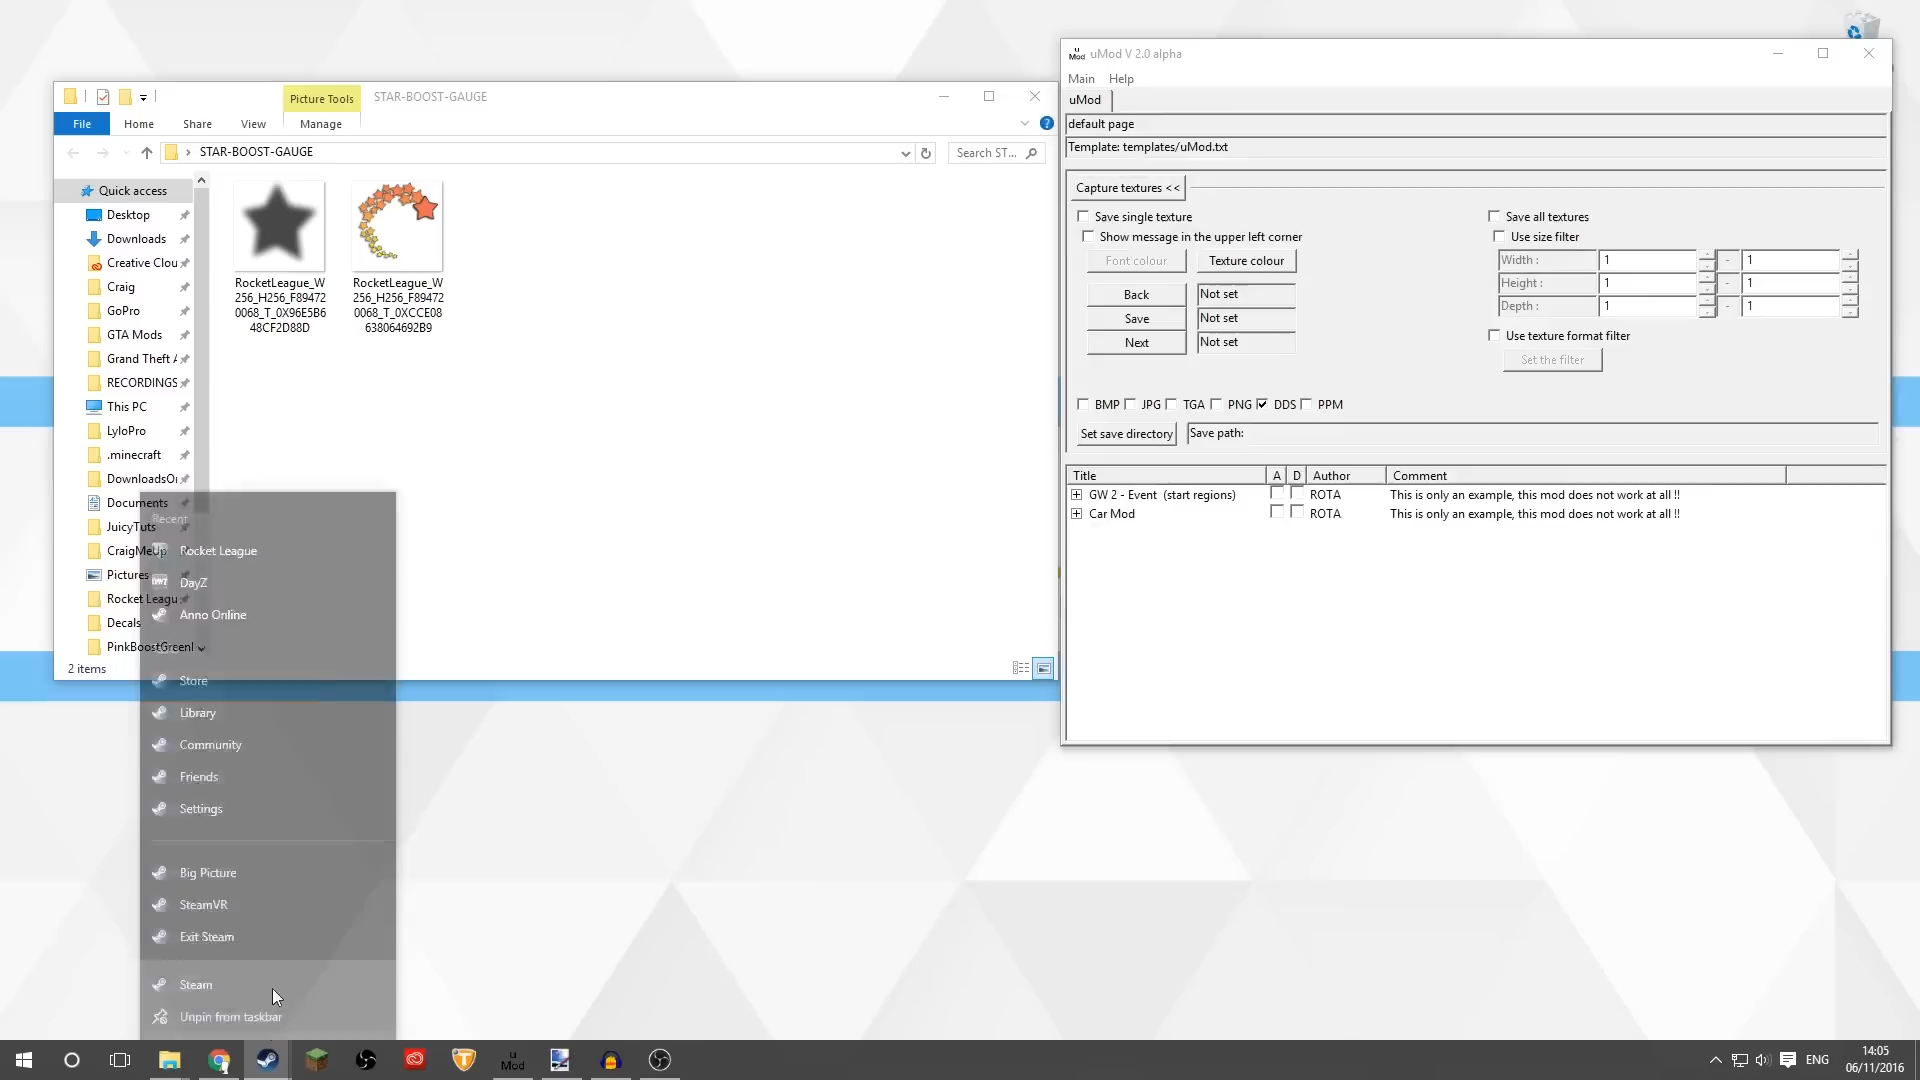 Picture Tools
STAR-BOOST-GAUGE
File
Home
Share
View
Manage
STAR-BOOST-GAUGE
Search ST...
Quick access
Desktop
Downloads
Creative Clou
Craig
GoPro
GTA Mods
Grand Theft A
RECORDINGS
This PC
LyloPro
.minecraft
Documents
JuicyTuts
Pictures
Rocket Leagu
Decals
2 items
RocketLeague_W
256_H256_F89472
0068_T_0X96E5B6
48CF2D88D
RocketLeague_W
256_H256_F89472
0068_T_0XCCE08
638064692B9
Recent
Rocket League
DayZ
Anno Online
Store
Library
Community
Friends
Settings
Big Picture
SteamVR
Exit Steam
Steam
Unpin from taskbar
uMod V 2.0 alpha
Main Help
uMod
default page
Template: templates/uMod.txt
Capture textures <<
Save single texture
Show message in the upper left corner
Font colour
Texture colour
Back
Not set
Save
Not set
Next
Not set
Save all textures
Use size filter
Width : 1 - 1
Height : 1 - 1
Depth : 1 - 1
Use texture format filter
Set the filter
BMP JPG TGA PNG DDS PPM
Set save directory
Save path:
Title A D Author Comment
GW 2 - Event (start regions) ROTA This is only an example, this mod does not work at all !!
Car Mod ROTA This is only an example, this mod does not work at all !!
u
Mod
ENG
14:05
06/11/2016